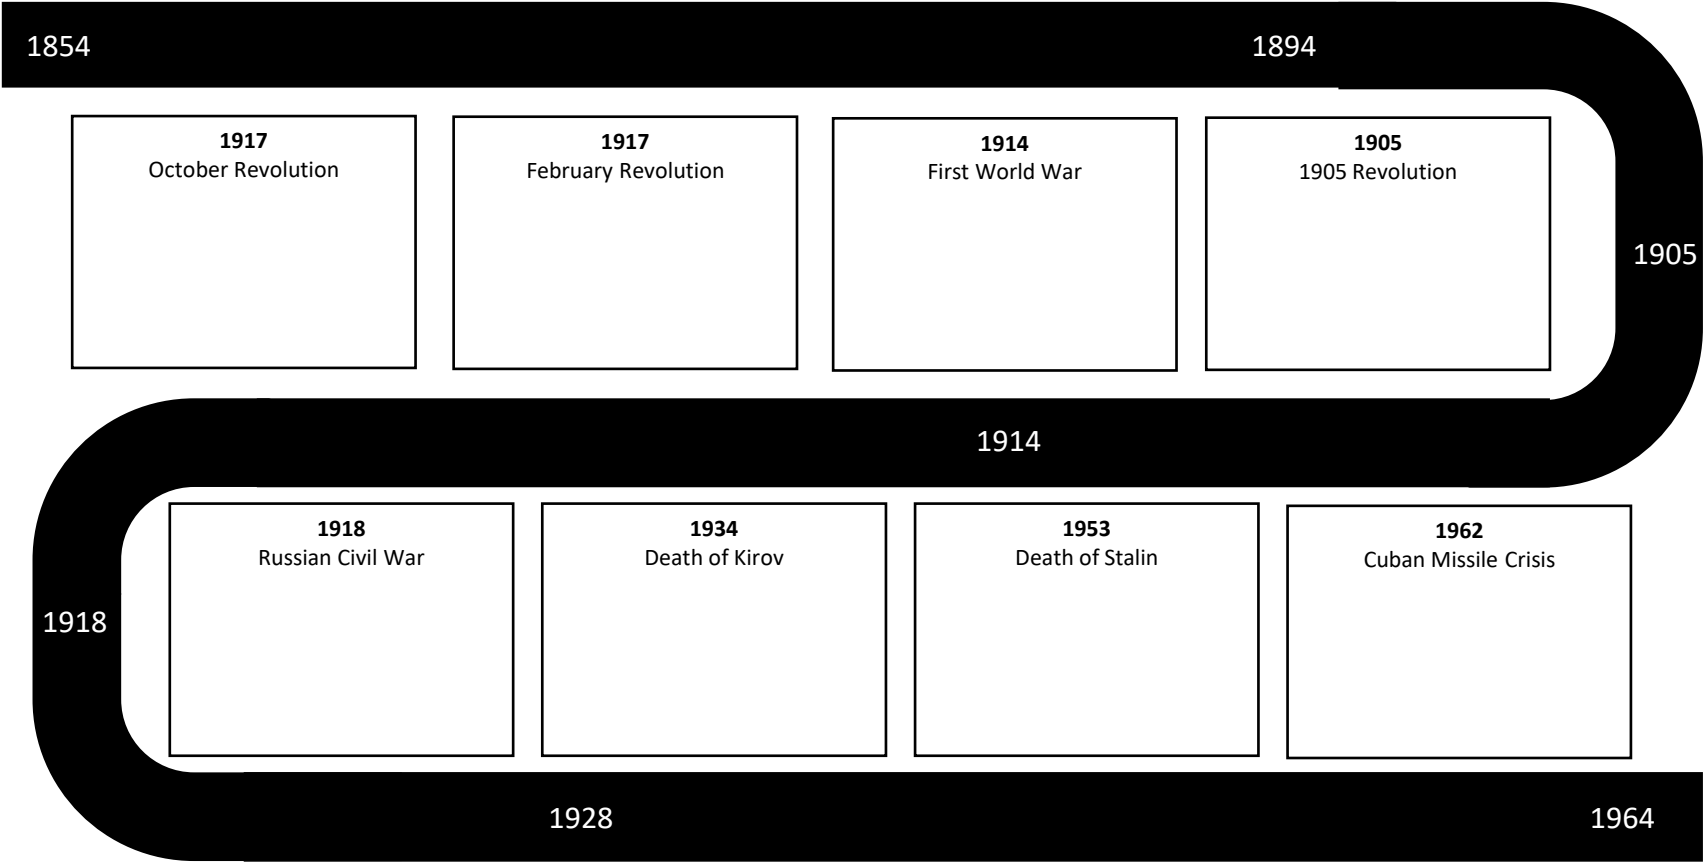 1854
1894
1917
October Revolution
1917
February Revolution
1914
First World War
1905
1905 Revolution
1905
1914
1918
Russian Civil War
1934
Death of Kirov
1953
Death of Stalin
1962
Cuban Missile Crisis
1918
1928
1964